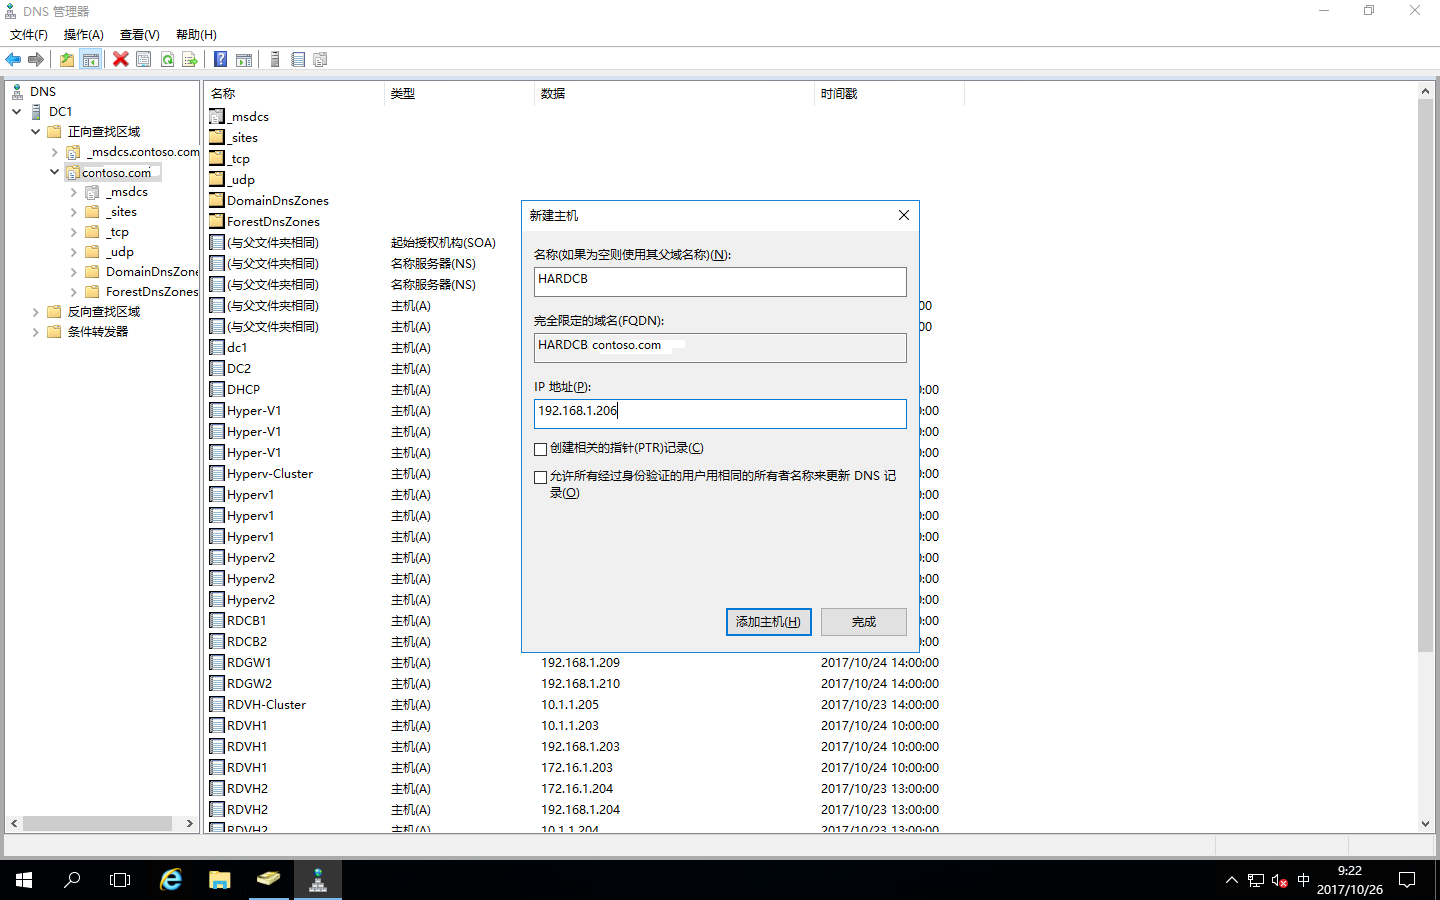 DNS 管理器
文件(F) 操作(A) 查看(V) 帮助(H)
DNS
DC1
正向查找区域
_msdcs.contoso.com
contoso.com
_msdcs
_sites
_tcp
_udp
DomainDnsZone
ForestDnsZones
反向查找区域
条件转发器
名称 类型 数据 时间戳
_msdcs
_sites
_tcp
_udp
DomainDnsZones
ForestDnsZones
(与父文件夹相同) 起始授权机构(SOA)
(与父文件夹相同) 名称服务器(NS)
(与父文件夹相同) 名称服务器(NS)
(与父文件夹相同) 主机(A) 00
(与父文件夹相同) 主机(A) 00
dc1 主机(A)
DC2 主机(A)
DHCP 主机(A) :00
Hyper-V1 主机(A) :00
Hyper-V1 主机(A) :00
Hyper-V1 主机(A) :00
Hyperv-Cluster 主机(A) :00
Hyperv1 主机(A) :00
Hyperv1 主机(A) :00
Hyperv1 主机(A) :00
Hyperv2 主机(A) :00
Hyperv2 主机(A) :00
Hyperv2 主机(A) :00
RDCB1 主机(A) :00
RDCB2 主机(A) :00
RDGW1 主机(A) 192.168.1.209 2017/10/24 14:00:00
RDGW2 主机(A) 192.168.1.210 2017/10/24 14:00:00
RDVH-Cluster 主机(A) 10.1.1.205 2017/10/23 14:00:00
RDVH1 主机(A) 10.1.1.203 2017/10/24 10:00:00
RDVH1 主机(A) 192.168.1.203 2017/10/24 10:00:00
RDVH1 主机(A) 172.16.1.203 2017/10/24 10:00:00
RDVH2 主机(A) 172.16.1.204 2017/10/23 13:00:00
RDVH2 主机(A) 192.168.1.204 2017/10/23 13:00:00
RDVH2 主机(A) 10.1.1.204 2017/10/23 13:00:00
新建主机
名称(如果为空则使用其父域名称)(N):
HARDCB
完全限定的域名(FQDN):
HARDCB contoso.com
IP 地址(P):
192.168.1.206
创建相关的指针(PTR)记录(C)
允许所有经过身份验证的用户用相同的所有者名称来更新 DNS 记
录(O)
添加主机(H) 完成
中
9:22
2017/10/26